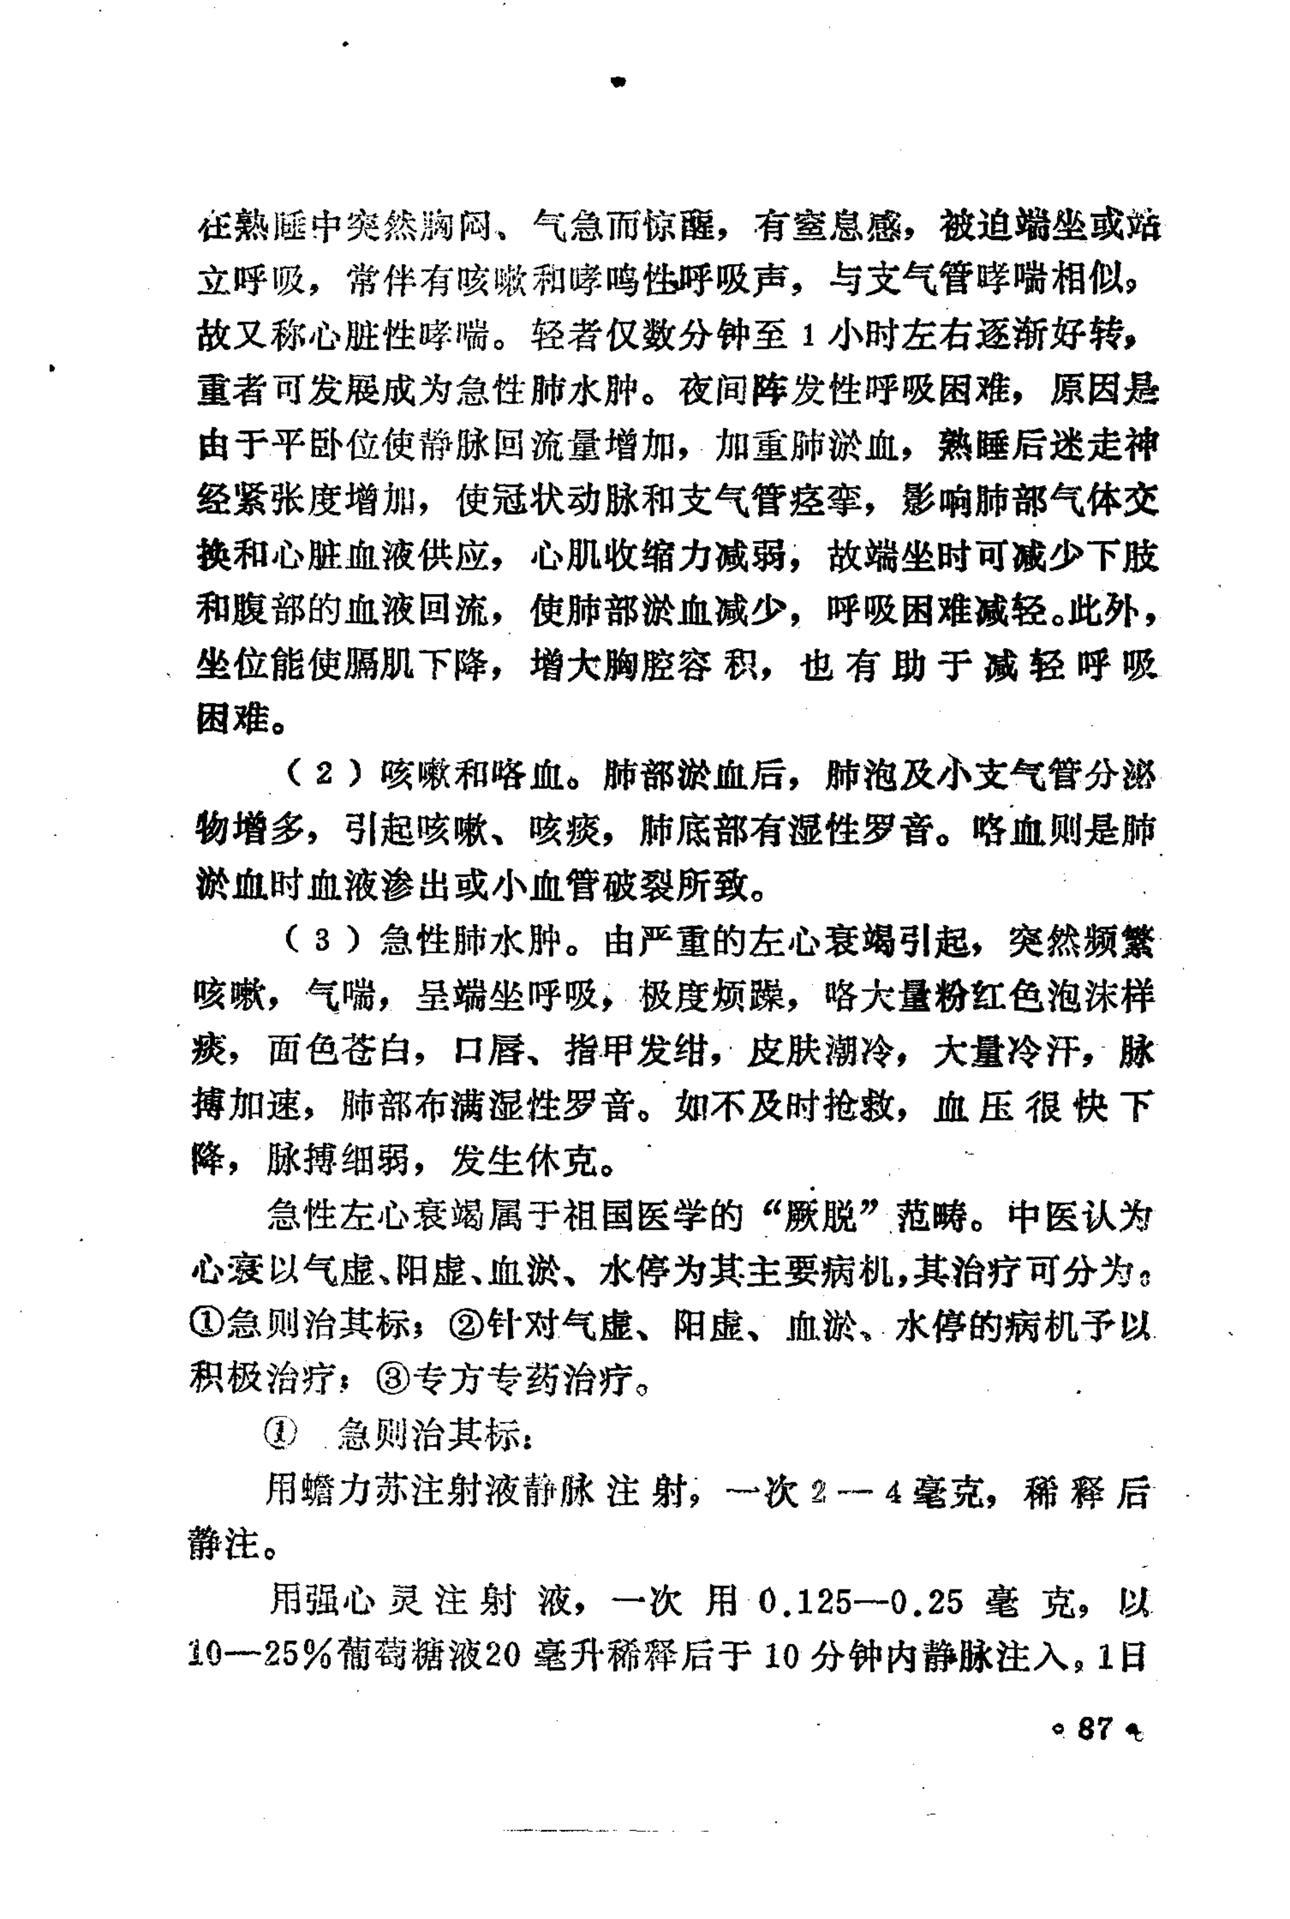 在熟睡中突然胸闷、气急而惊醒，有窒息感，被迫端坐或站
立呼吸，常伴有咳嗽和哮鸣性呼吸声，与支气管哮喘相似，
故又称心脏性哮喘。轻者仅数分钟至1小时左右逐渐好转，
重者可发展成为急性肺水肿。夜间阵发性呼吸困难，原因是
由于平卧位使静脉回流量增加，加重肺淤血，熟睡后迷走神
经紧张度增加，使冠状动脉和支气管痉挛，影响肺部气体交
换和心脏血液供应，心肌收缩力减弱，故端坐时可减少下肢
和腹部的血液回流，使肺部淤血减少，呼吸困难减轻。此外，
坐位能使膈肌下降，增大胸腔容积，也有助于减轻呼吸
困难。
（2）咳嗽和咯血。肺部淤血后，肺泡及小支气管分泌
物增多，引起咳嗽、咳痰，肺底部有湿性罗音。咯血则是肺
淤血时血液渗出或小血管破裂所致。
（3）急性肺水肿。由严重的左心衰竭引起，突然频繁
咳嗽，气喘，呈端坐呼吸，极度烦躁，咯大量粉红色泡沫样
痰，面色苍白，口唇、指甲发绀，皮肤潮冷，大量冷汗，脉
搏加速，肺部布满湿性罗音。如不及时抢救，血压很快下
降，脉搏细弱，发生休克。
急性左心衰竭属于祖国医学的“厥脱”范畴。中医认为
心衰以气虚、阳虚、血淤、水停为其主要病机，其治疗可分为。
①急则治其标；②针对气虚、阳虚、血淤、水停的病机予以
积极治疗；③专方专药治疗。
① 急则治其标：
用蟾力苏注射液静脉注射，一次2—4毫克，稀释后
静注。
用强心灵注射液，一次用0.125—0.25毫克，以
10—25%葡萄糖液20毫升稀释后于10分钟内静脉注入，1日
87